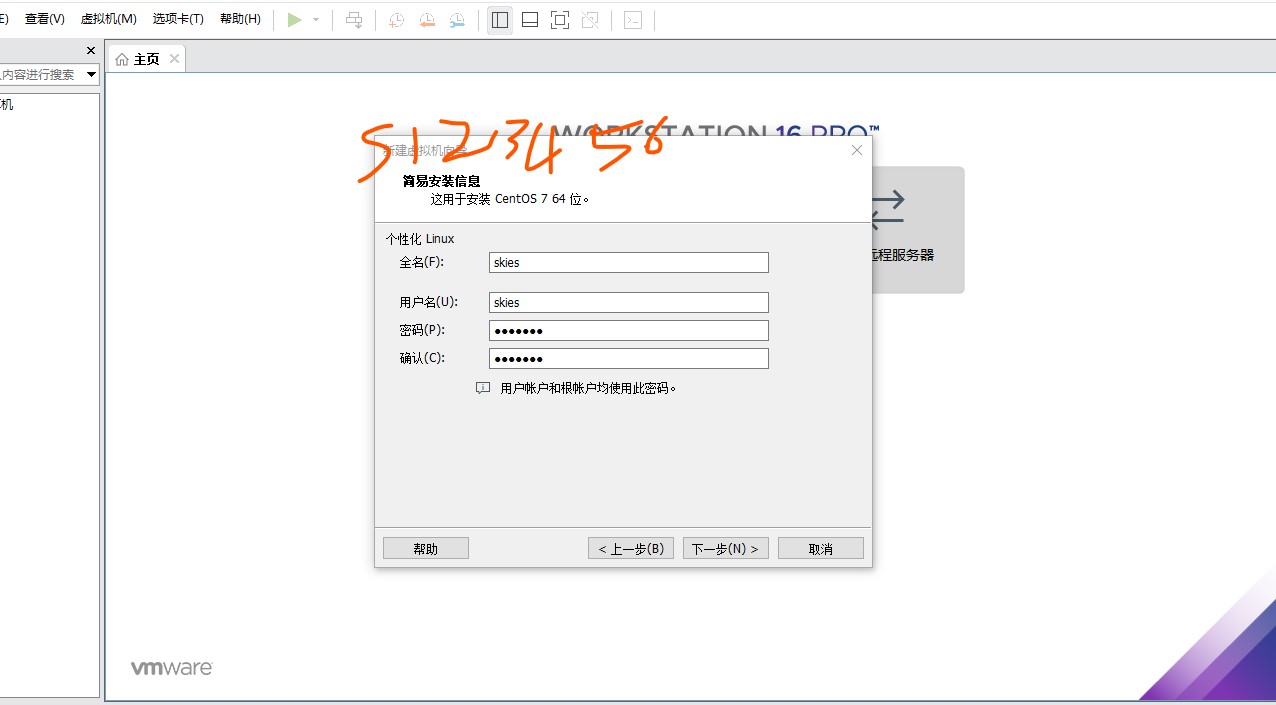 E) 查看(V) 虚拟机(M) 选项卡(T) 帮助(H)
主页
内容进行搜索
机
WORKSTATION 16 PRO™
S123456
新建虚拟机向导
简易安装信息
这用于安装 CentOS 7 64 位。
远程服务器
个性化 Linux
全名(F): skies
用户名(U): skies
密码(P): •••••••
确认(C): •••••••
用户帐户和根帐户均使用此密码。
帮助 < 上一步(B) 下一步(N) > 取消
vmware